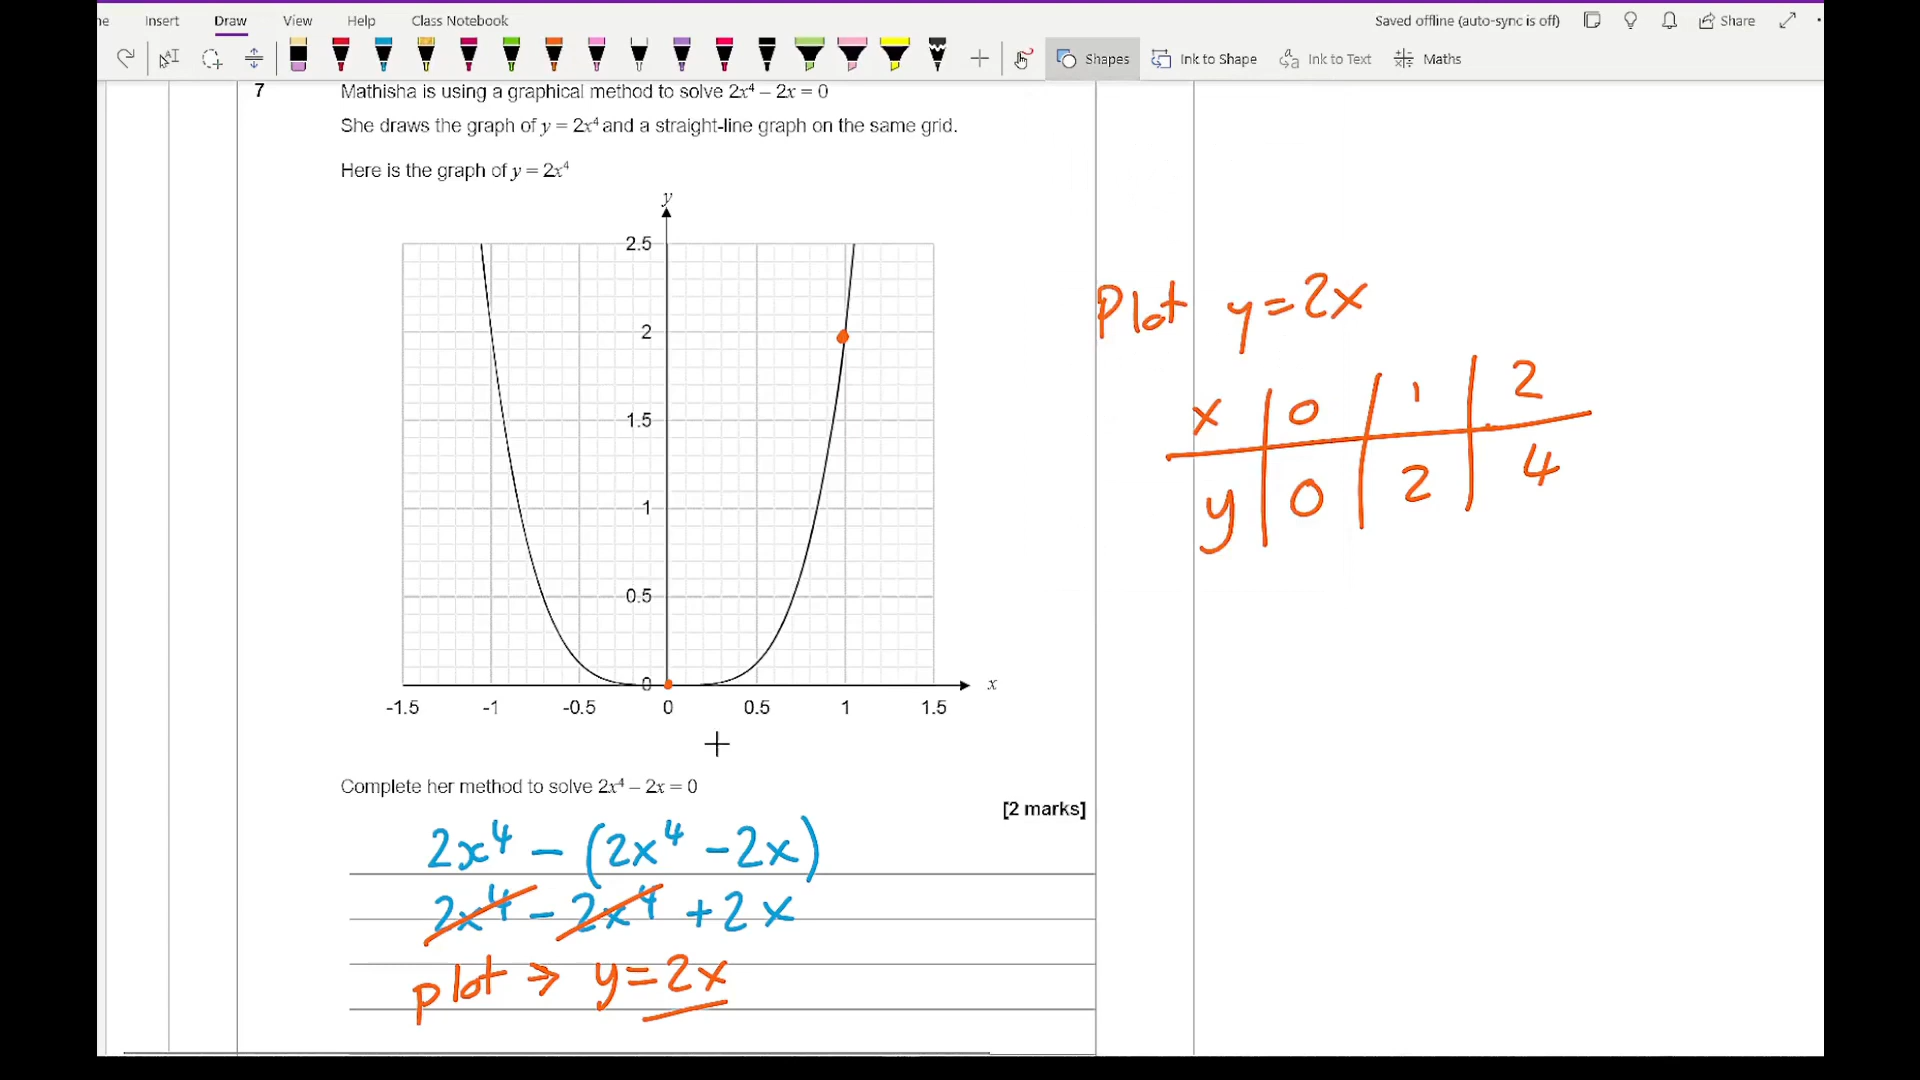 ne Insert Draw View Help Class Notebook Saved offline (auto-sync is off) Share
Shapes Ink to Shape Ink to Text Maths
7 Mathisha is using a graphical method to solve 2x⁴ – 2x = 0
She draws the graph of y = 2x⁴ and a straight-line graph on the same grid.
Here is the graph of y = 2x⁴
y
2.5
2
1.5
1
0.5
0
x
-1.5 -1 -0.5 0 0.5 1 1.5
Plot y=2x
x 0 1 2
y 0 2 4
Complete her method to solve 2x⁴ – 2x = 0
[2 marks]
2x⁴ – (2x⁴ – 2x)
2x⁴ – 2x⁴ + 2x
plot → y=2x